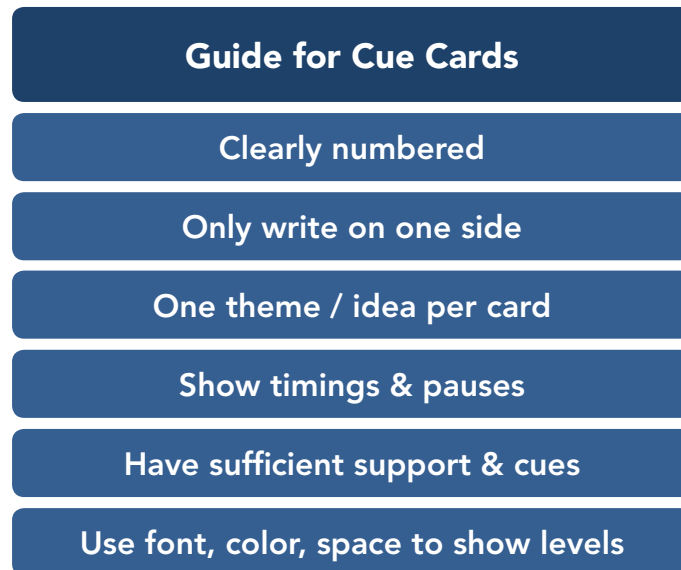 Guide for Cue Cards
Clearly numbered
Only write on one side
One theme / idea per card
Show timings & pauses
Have sufficient support & cues
Use font, color, space to show levels